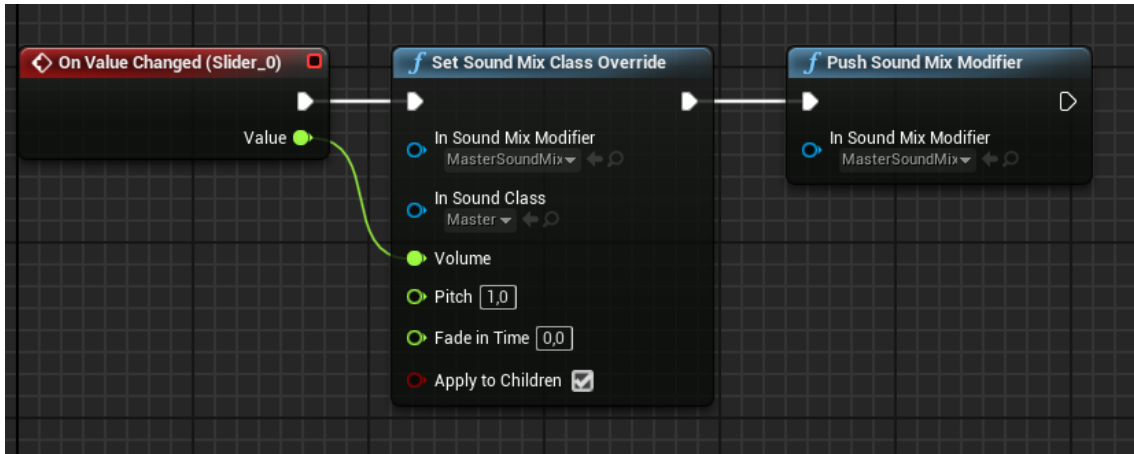 On Value Changed (Slider_0)
Value
f Set Sound Mix Class Override
In Sound Mix Modifier
MasterSoundMix
In Sound Class
Master
Volume
Pitch 1,0
Fade in Time 0,0
Apply to Children
f Push Sound Mix Modifier
In Sound Mix Modifier
MasterSoundMix